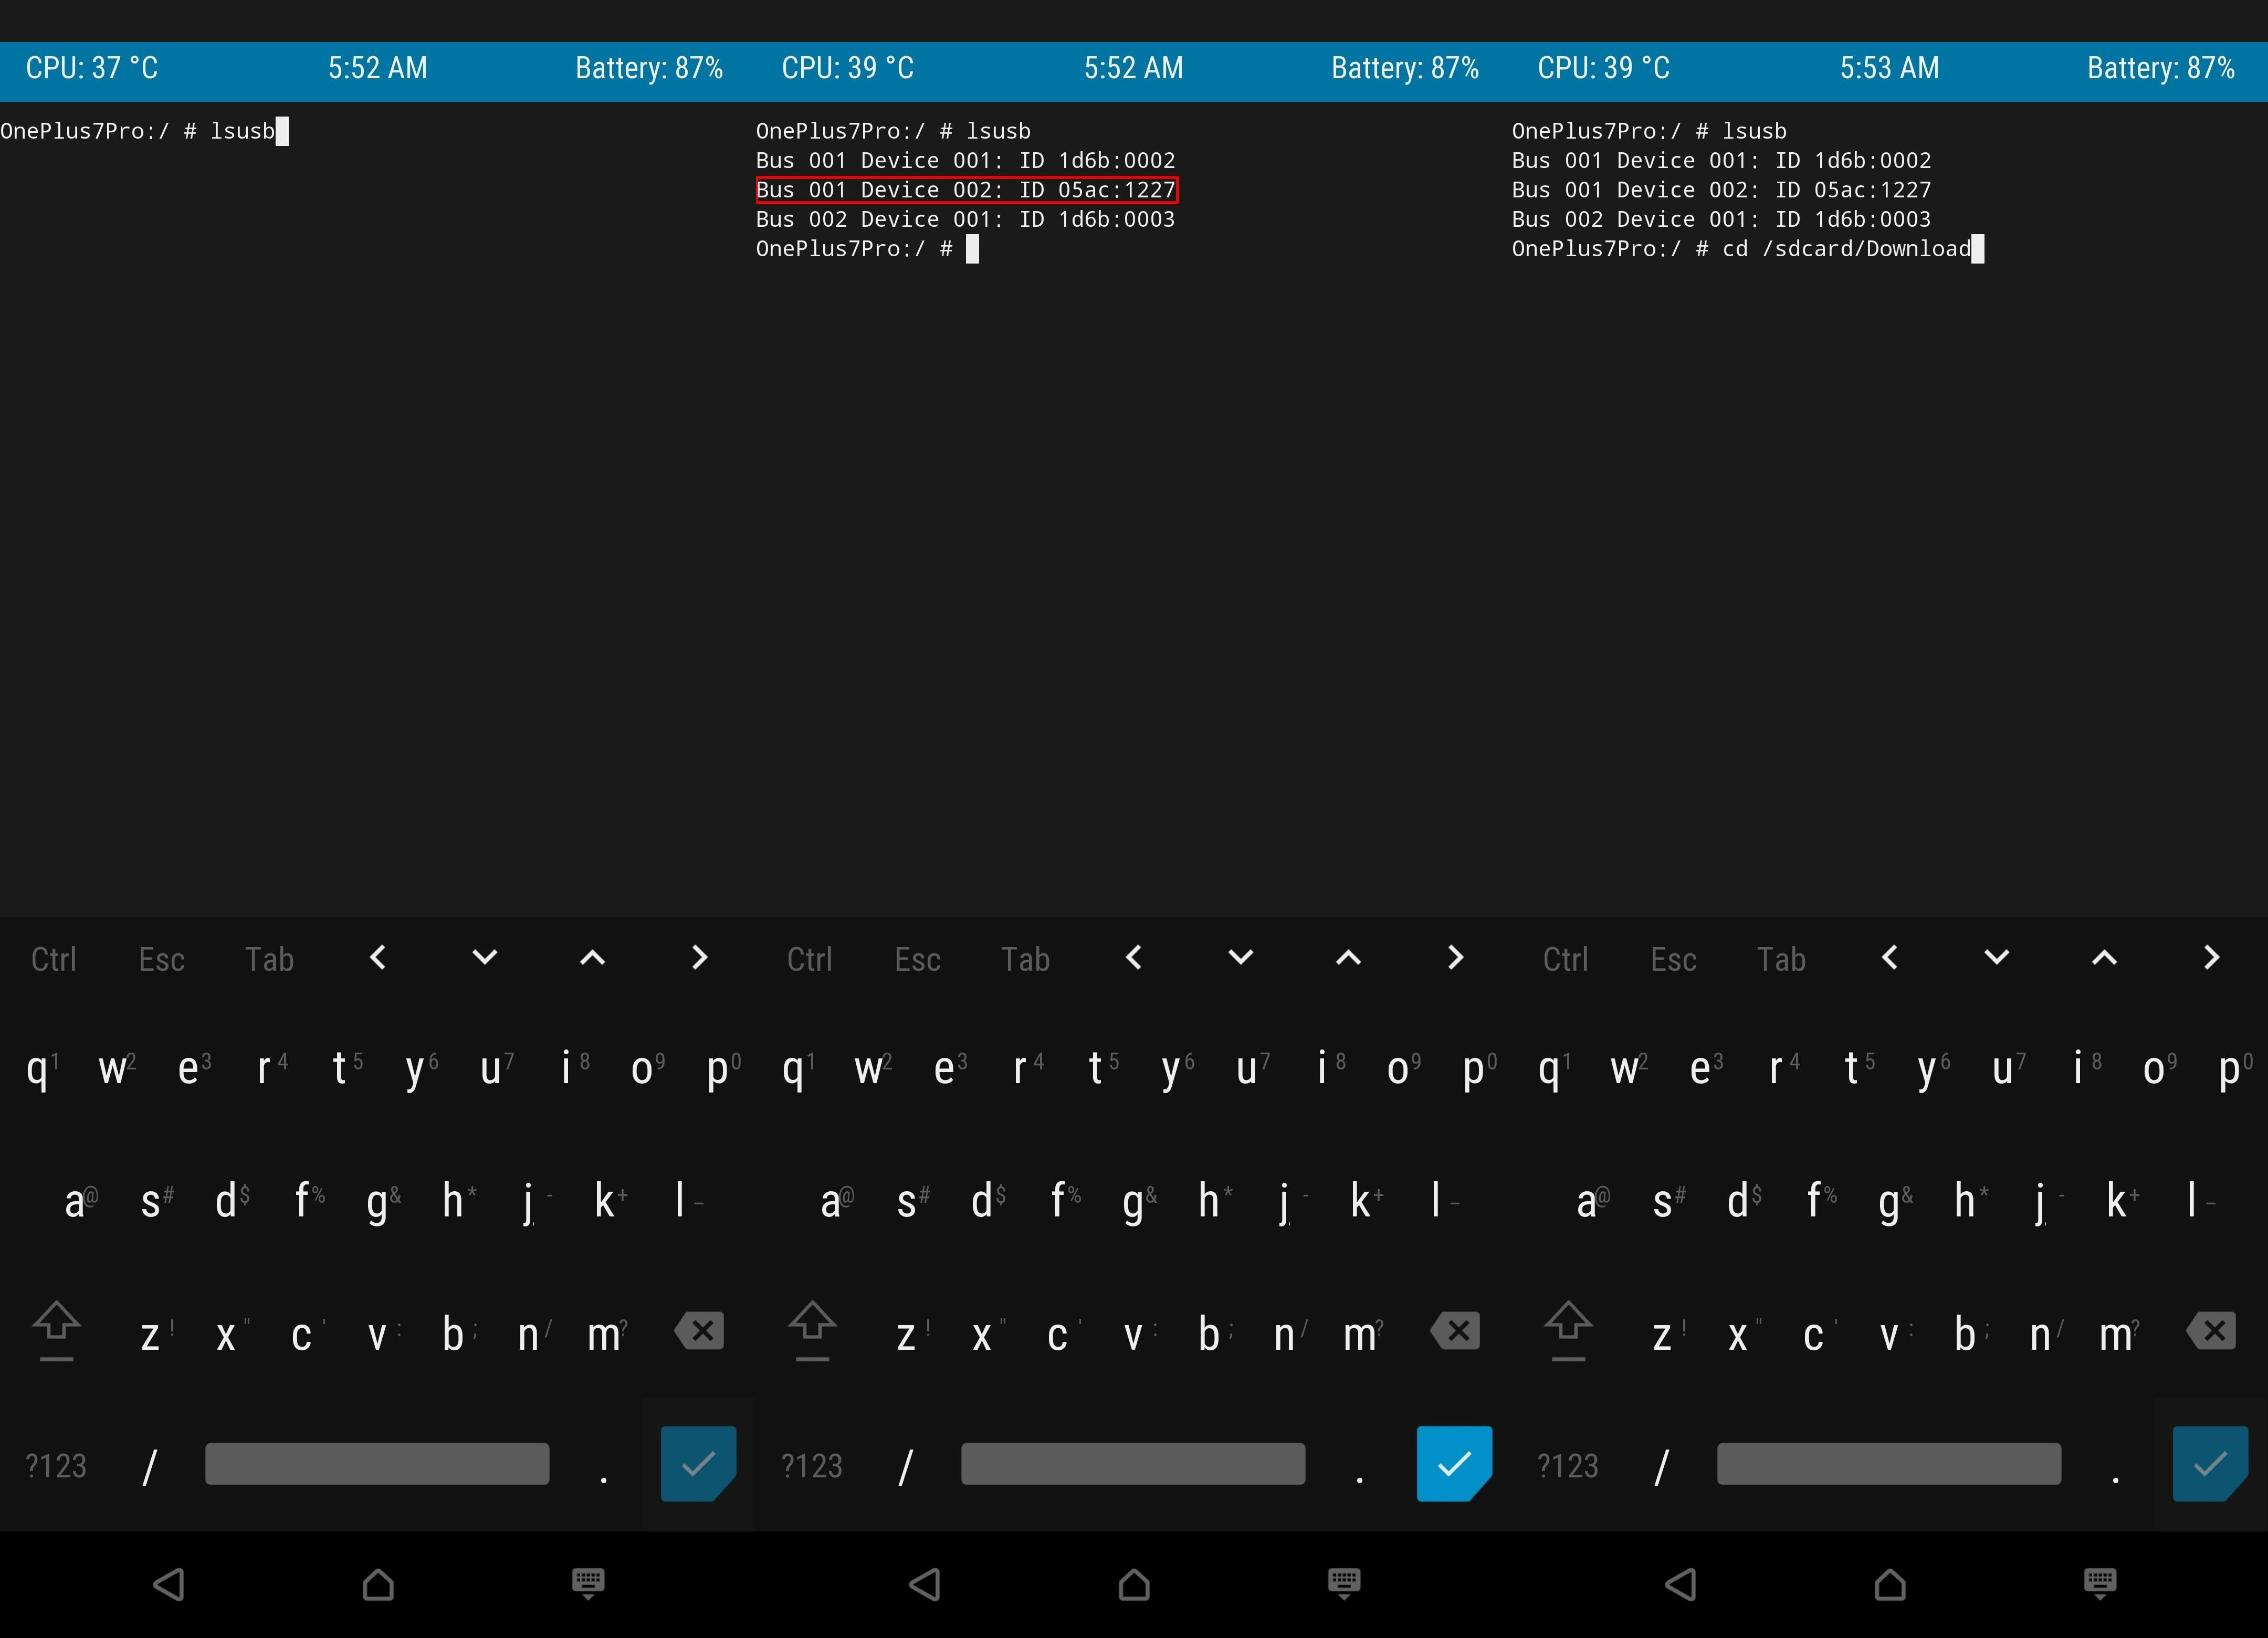 CPU: 37 °C 5:52 AM Battery: 87%
OnePlus7Pro:/ # lsusb
Ctrl Esc Tab
q1 w2 e3 r4 t5 y6 u7 i8 o9 p0
a@ s# d$ f% g& h* j- k+ l_
z! x" c' v: b; n/ m?
?123 / .
CPU: 39 °C 5:52 AM Battery: 87%
OnePlus7Pro:/ # lsusb
Bus 001 Device 001: ID 1d6b:0002
Bus 001 Device 002: ID 05ac:1227
Bus 002 Device 001: ID 1d6b:0003
OnePlus7Pro:/ #
Ctrl Esc Tab
q1 w2 e3 r4 t5 y6 u7 i8 o9 p0
a@ s# d$ f% g& h* j- k+ l_
z! x" c' v: b; n/ m?
?123 / .
CPU: 39 °C 5:53 AM Battery: 87%
OnePlus7Pro:/ # lsusb
Bus 001 Device 001: ID 1d6b:0002
Bus 001 Device 002: ID 05ac:1227
Bus 002 Device 001: ID 1d6b:0003
OnePlus7Pro:/ # cd /sdcard/Download
Ctrl Esc Tab
q1 w2 e3 r4 t5 y6 u7 i8 o9 p0
a@ s# d$ f% g& h* j- k+ l_
z! x" c' v: b; n/ m?
?123 / .